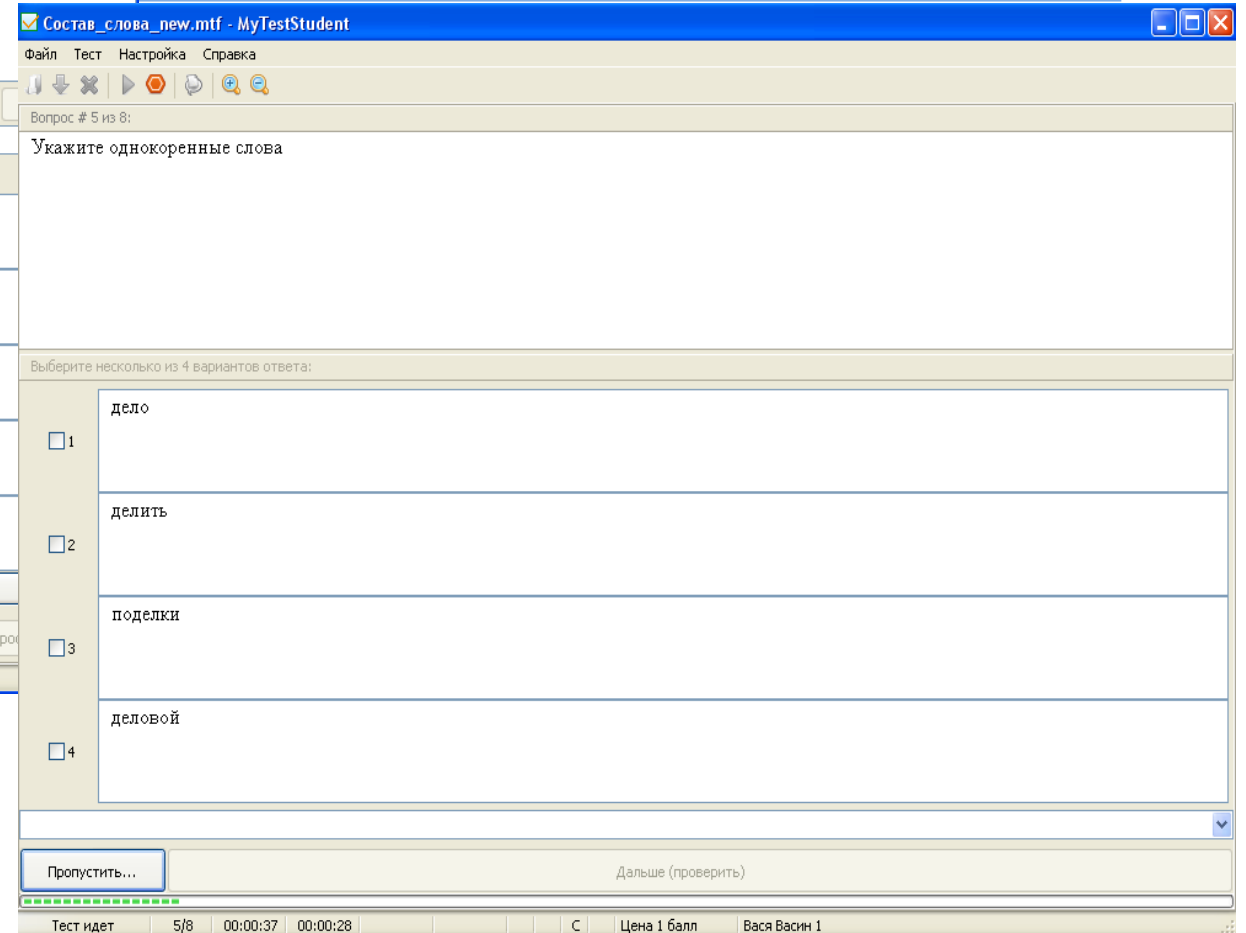 Состав_слова_new.mtf - MyTestStudent
Файл Тест Настройка Справка
Вопрос # 5 из 8:
Укажите однокоренные слова
Выберите несколько из 4 вариантов ответа:
дело
1
делить
2
поделки
3
деловой
4
Пропустить... Дальше (проверить)
Тест идет 5/8 00:00:37 00:00:28 С Цена 1 балл Вася Васин 1